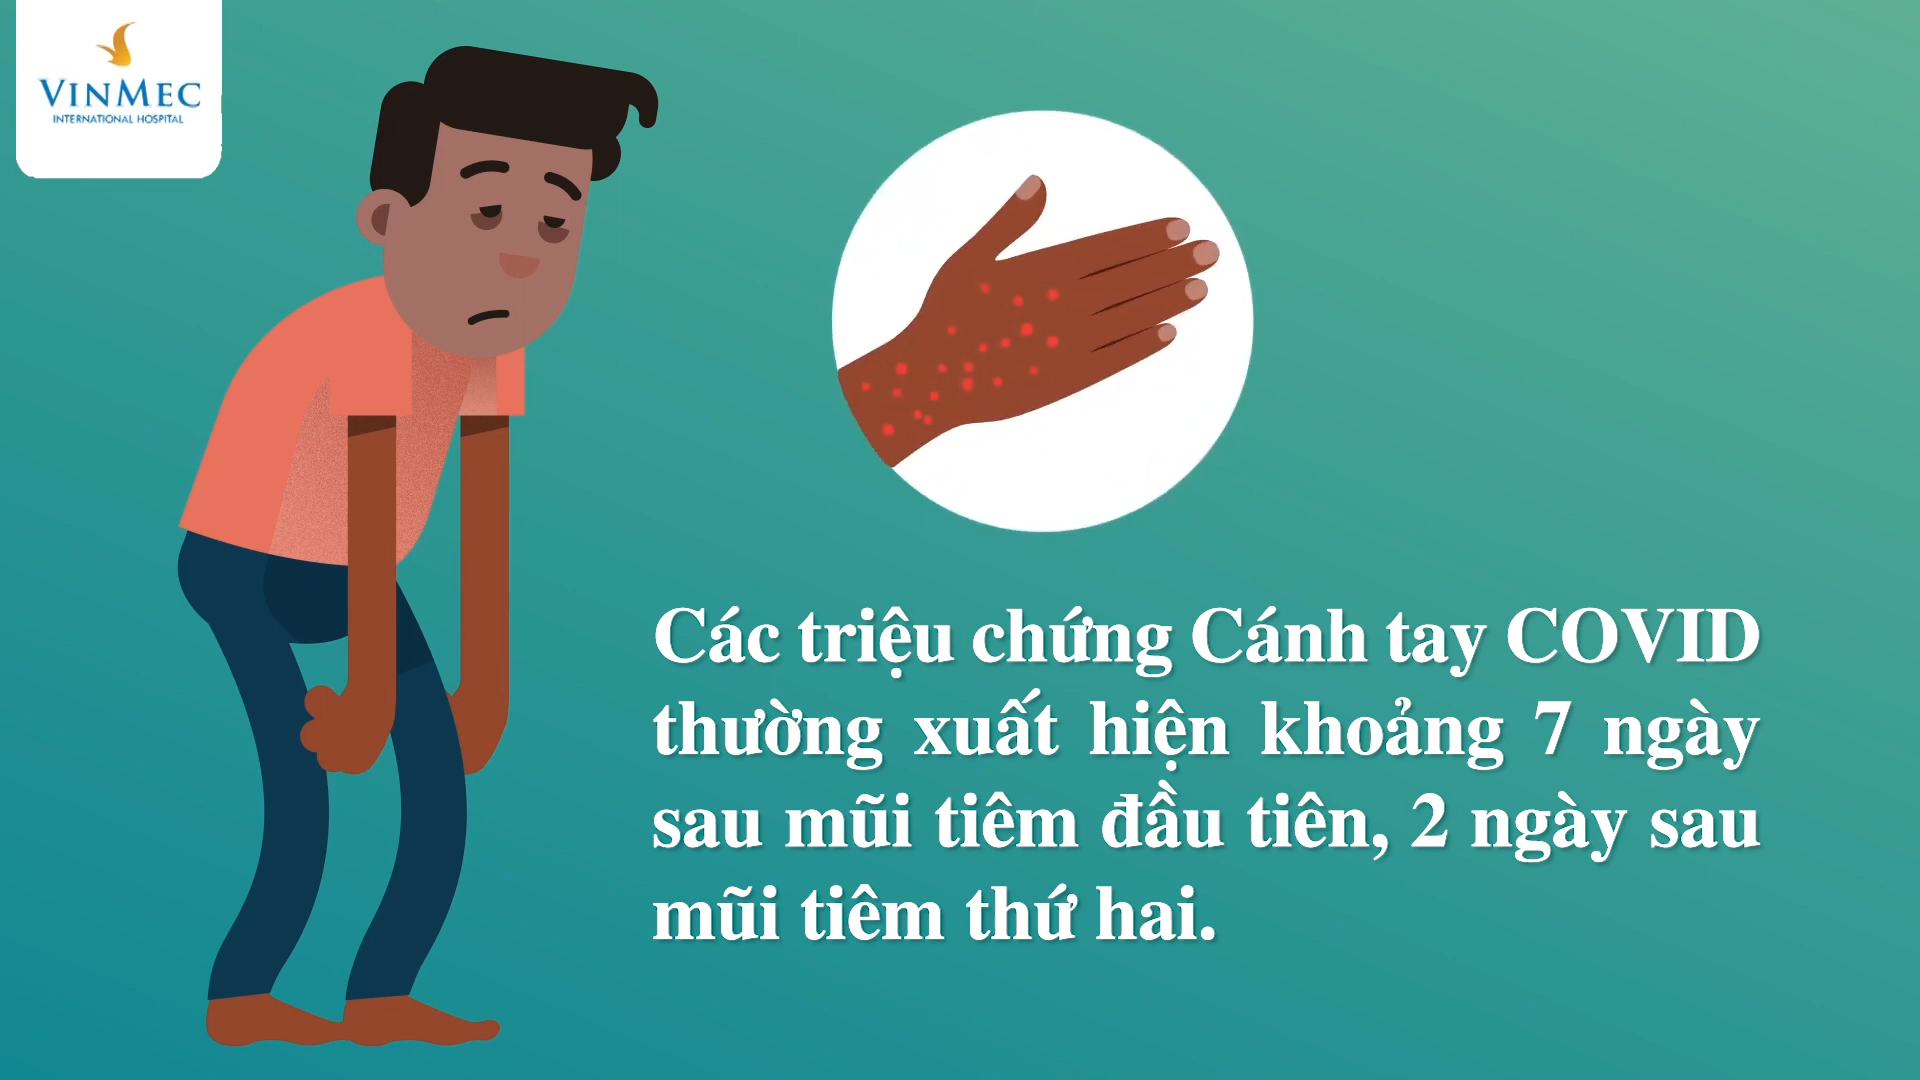 VINMEC
INTERNATIONAL HOSPITAL
Các triệu chứng Cánh tay COVID
thường xuất hiện khoảng 7 ngày
sau mũi tiêm đầu tiên, 2 ngày sau
mũi tiêm thứ hai.